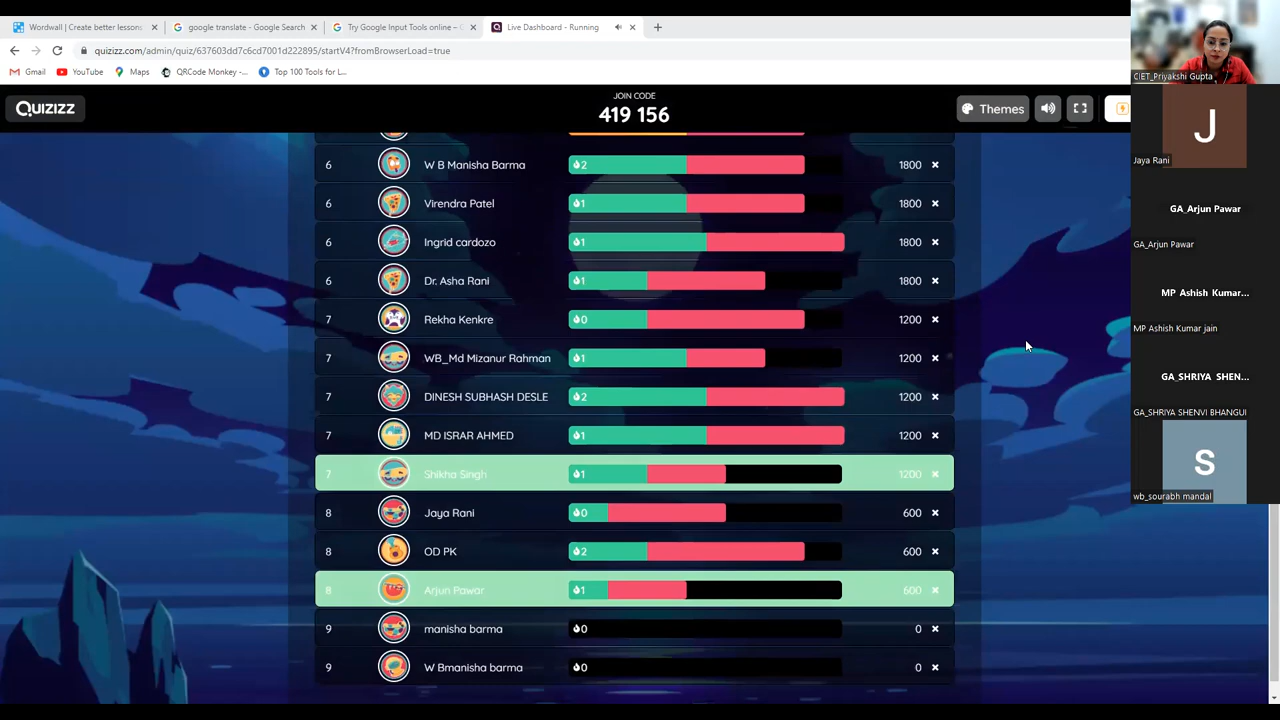 Wordwall | Create better lessons
google translate - Google Search
Try Google Input Tools online – G
Live Dashboard - Running
quizizz.com/admin/quiz/637603dd7c6cd7001d222895/startV4?fromBrowserLoad=true
Gmail
YouTube
Maps
QRCode Monkey -...
Top 100 Tools for L...
Quizizz
JOIN CODE
419 156
Themes
6 W B Manisha Barma 2 1800
6 Virendra Patel 1 1800
6 Ingrid cardozo 1 1800
6 Dr. Asha Rani 1 1800
7 Rekha Kenkre 0 1200
7 WB_Md Mizanur Rahman 1 1200
7 DINESH SUBHASH DESLE 2 1200
7 MD ISRAR AHMED 1 1200
7 Shikha Singh 1 1200
8 Jaya Rani 0 600
8 OD PK 2 600
8 Arjun Pawar 1 600
9 manisha barma 0 0
9 W Bmanisha barma 0 0
CIET_Priyakshi Gupta
J
Jaya Rani
GA_Arjun Pawar
GA_Arjun Pawar
MP Ashish Kumar...
MP Ashish Kumar jain
GA_SHRIYA SHEN...
GA_SHRIYA SHENVI BHANGUI
S
wb_sourabh mandal